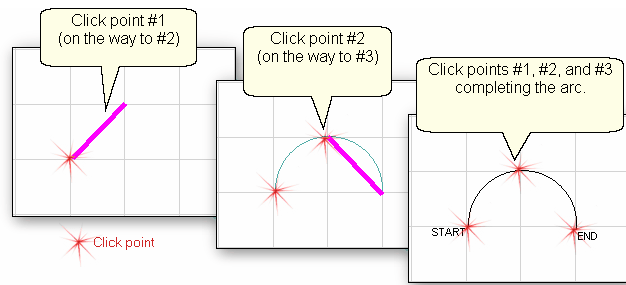 Click point #1
(on the way to #2)
Click point #2
(on the way to #3)
Click points #1, #2, and #3
completing the arc.
START
END
Click point